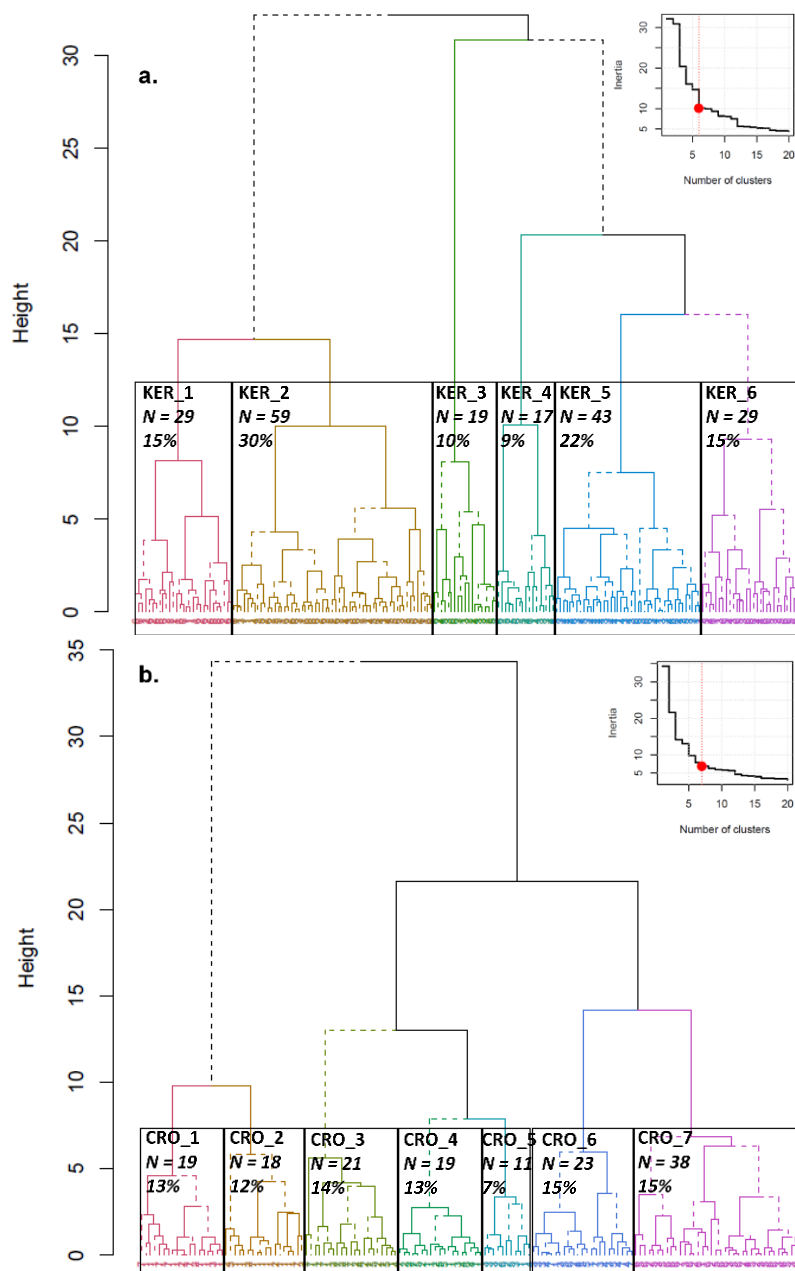 a.
Height
30
25
20
15
10
5
0
Inertia
30
20
10
5
5 10 15 20
Number of clusters
KER_1
N = 29
15%
KER_2
N = 59
30%
KER_3
N = 19
10%
KER_4
N = 17
9%
KER_5
N = 43
22%
KER_6
N = 29
15%
b.
Height
35
30
25
20
15
10
5
0
Inertia
30
20
10
5
5 10 15 20
Number of clusters
CRO_1
N = 19
13%
CRO_2
N = 18
12%
CRO_3
N = 21
14%
CRO_4
N = 19
13%
CRO_5
N = 11
7%
CRO_6
N = 23
15%
CRO_7
N = 38
15%